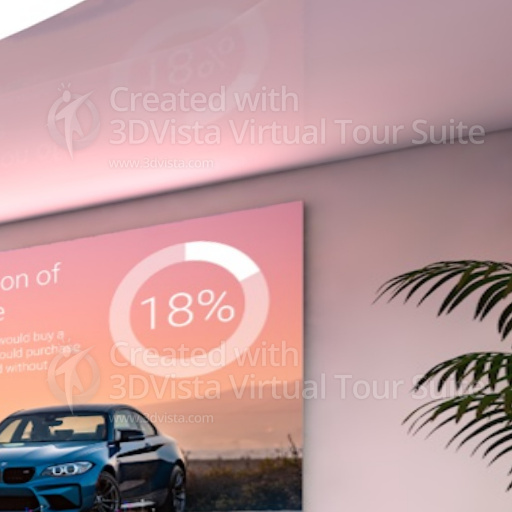 18%
Created with
3DVista Virtual Tour Suite
www.3dvista.com
on of
e
18%
would buy a
ould purchase
d without
Created with
3DVista Virtual Tour Suite
www.3dvista.com